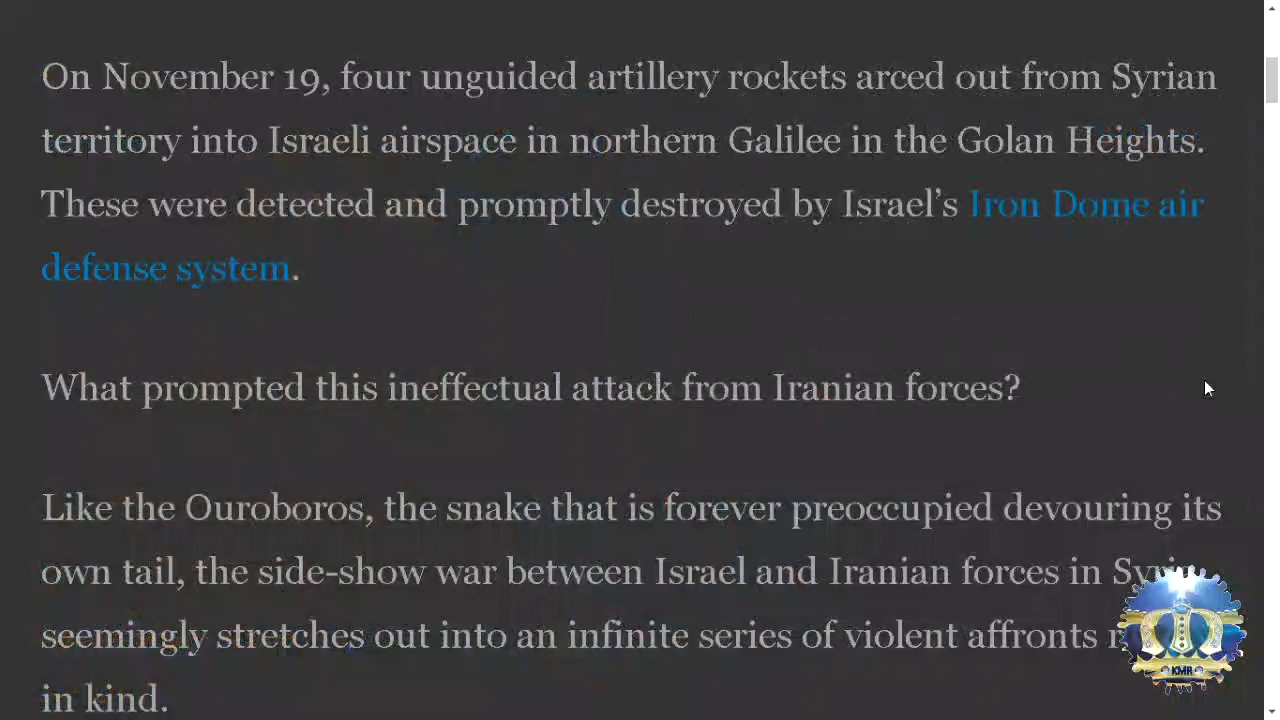 On November 19, four unguided artillery rockets arced out from Syrian
territory into Israeli airspace in northern Galilee in the Golan Heights.
These were detected and promptly destroyed by Israel’s Iron Dome air
defense system.
What prompted this ineffectual attack from Iranian forces?
Like the Ouroboros, the snake that is forever preoccupied devouring its
own tail, the side-show war between Israel and Iranian forces in
seemingly stretches out into an infinite series of violent affronts
in kind.
KMR